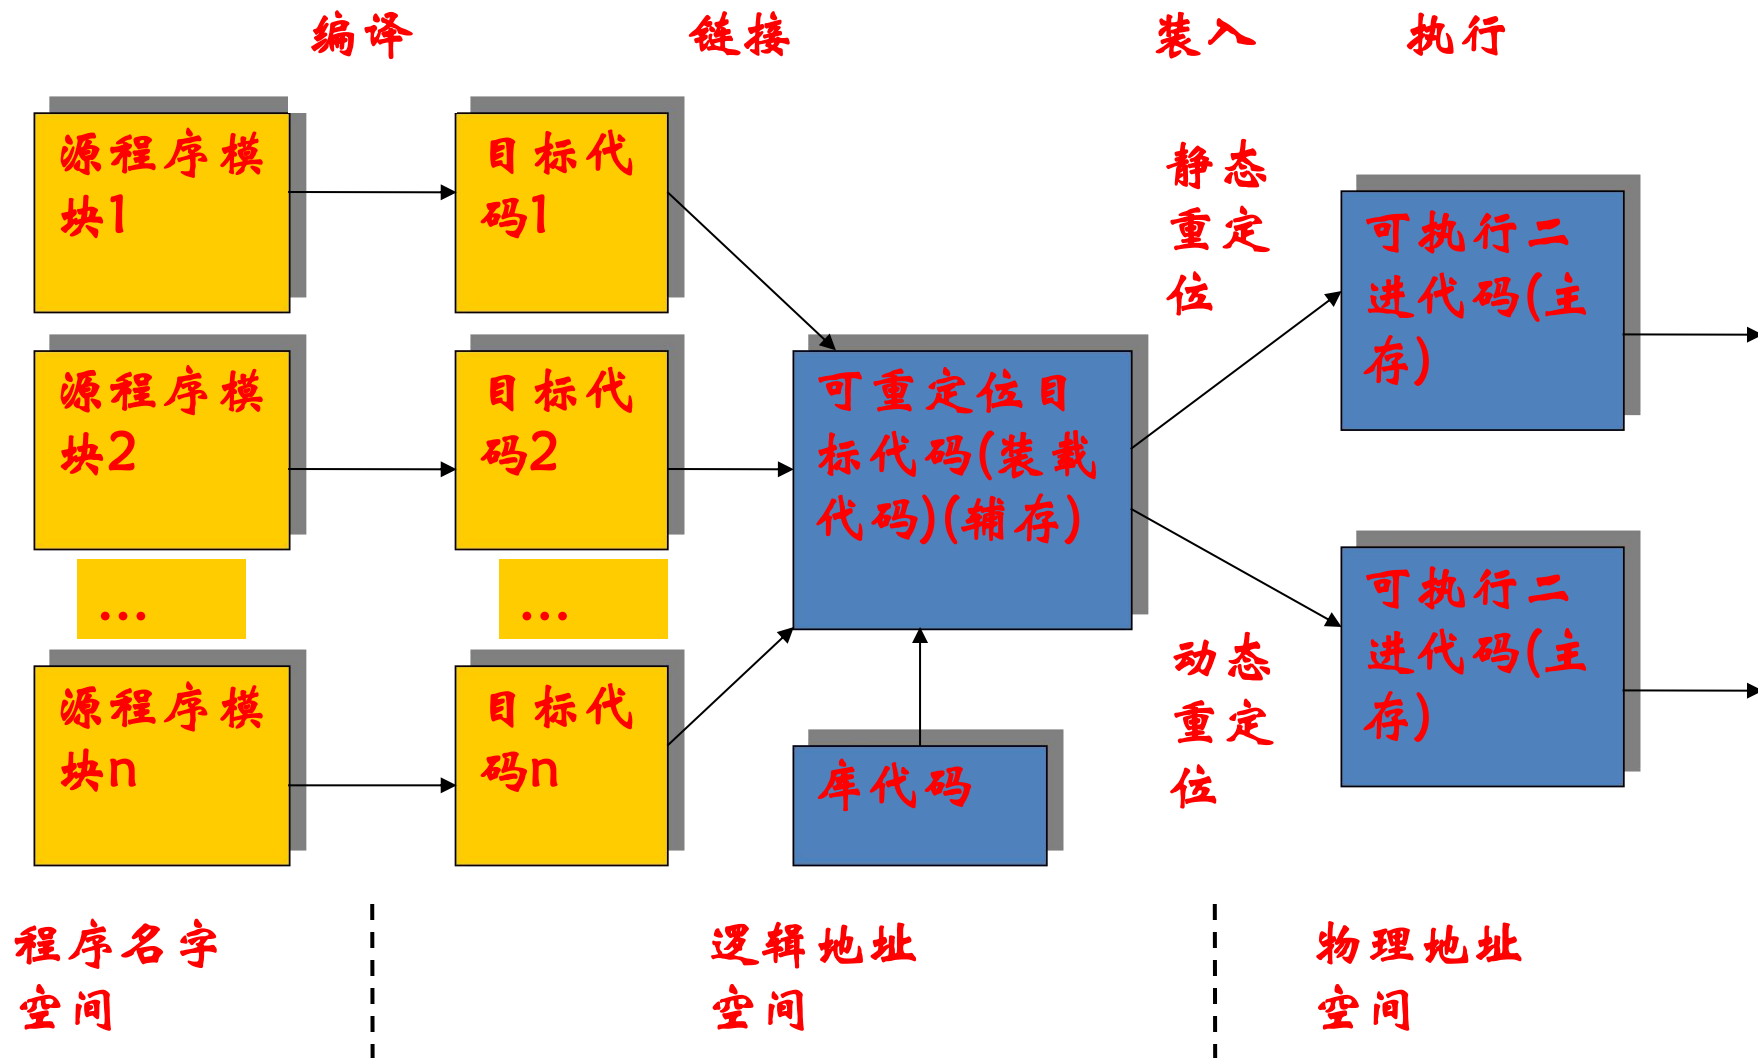 编译
链接
装入
执行
源程序模
块1
目标代
码1
源程序模
块2
目标代
码2
...
...
源程序模
块n
目标代
码n
可重定位目
标代码(装载
代码)(辅存)
库代码
静态
重定
位
动态
重定
位
可执行二
进代码(主
存)
可执行二
进代码(主
存)
程序名字
空间
逻辑地址
空间
物理地址
空间